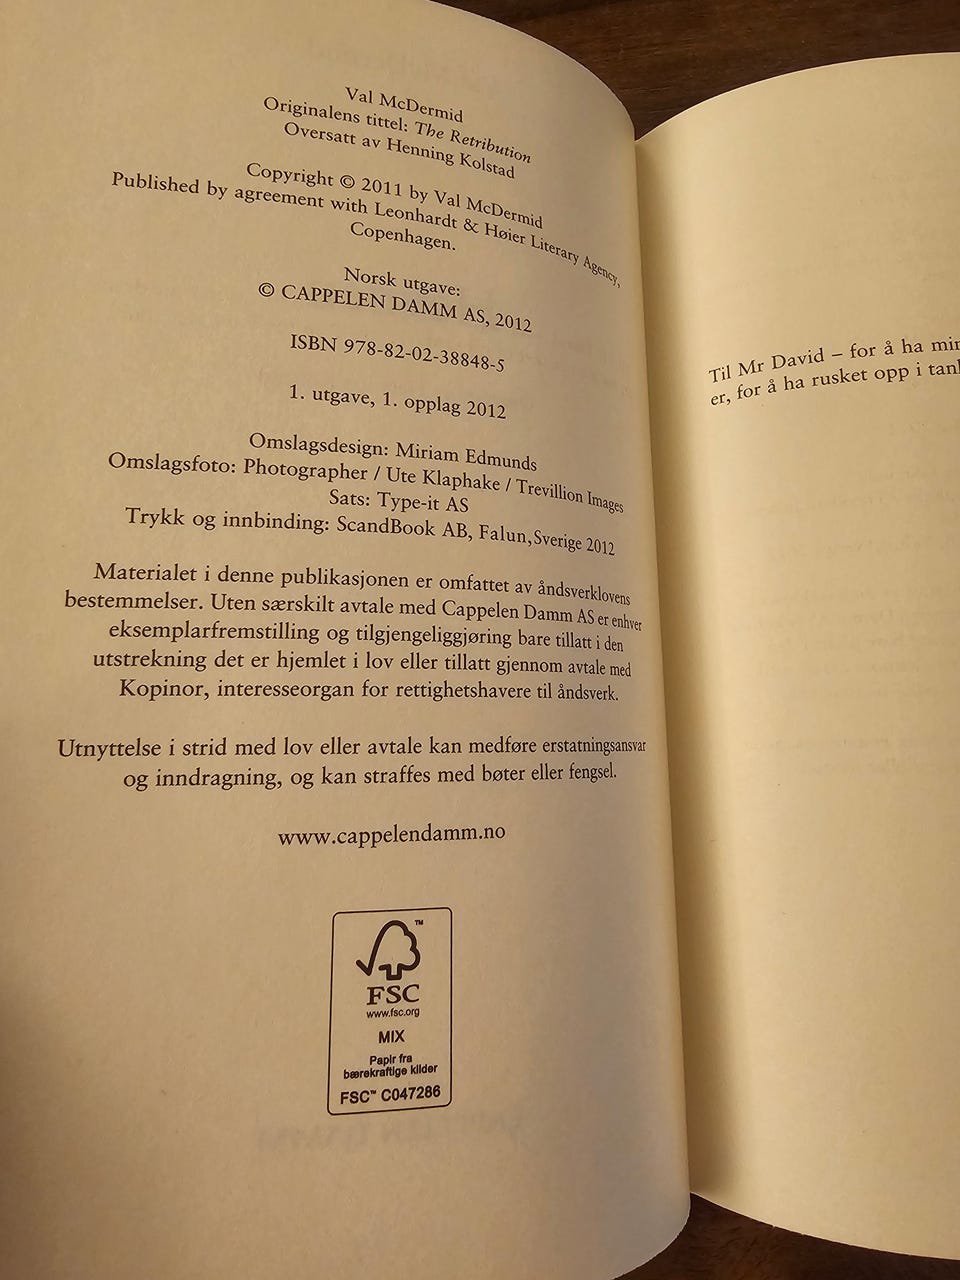 Val McDermid
Originalens tittel: The Retribution
Oversatt av Henning Kolstad
Copyright © 2011 by Val McDermid
Published by agreement with Leonhardt & Høier Literary Agency,
Copenhagen.
Norsk utgave:
© CAPPELEN DAMM AS, 2012
ISBN 978-82-02-38848-5
1. utgave, 1. opplag 2012
Omslagsdesign: Miriam Edmunds
Omslagsfoto: Photographer / Ute Klaphake / Trevillion Images
Sats: Type-it AS
Trykk og innbinding: ScandBook AB, Falun, Sverige 2012
Materialet i denne publikasjonen er omfattet av åndsverklovens
bestemmelser. Uten særskilt avtale med Cappelen Damm AS er enhver
eksemplarfremstilling og tilgjengeliggjøring bare tillatt i den
utstrekning det er hjemlet i lov eller tillatt gjennom avtale med
Kopinor, interesseorgan for rettighetshavere til åndsverk.
Utnyttelse i strid med lov eller avtale kan medføre erstatningsansvar
og inndragning, og kan straffes med bøter eller fengsel.
www.cappelendamm.no
TM
FSC
www.fsc.org
MIX
Papir fra
bærekraftige kilder
FSC™ C047286
Til Mr David – for å ha
er, for å ha rusket opp i